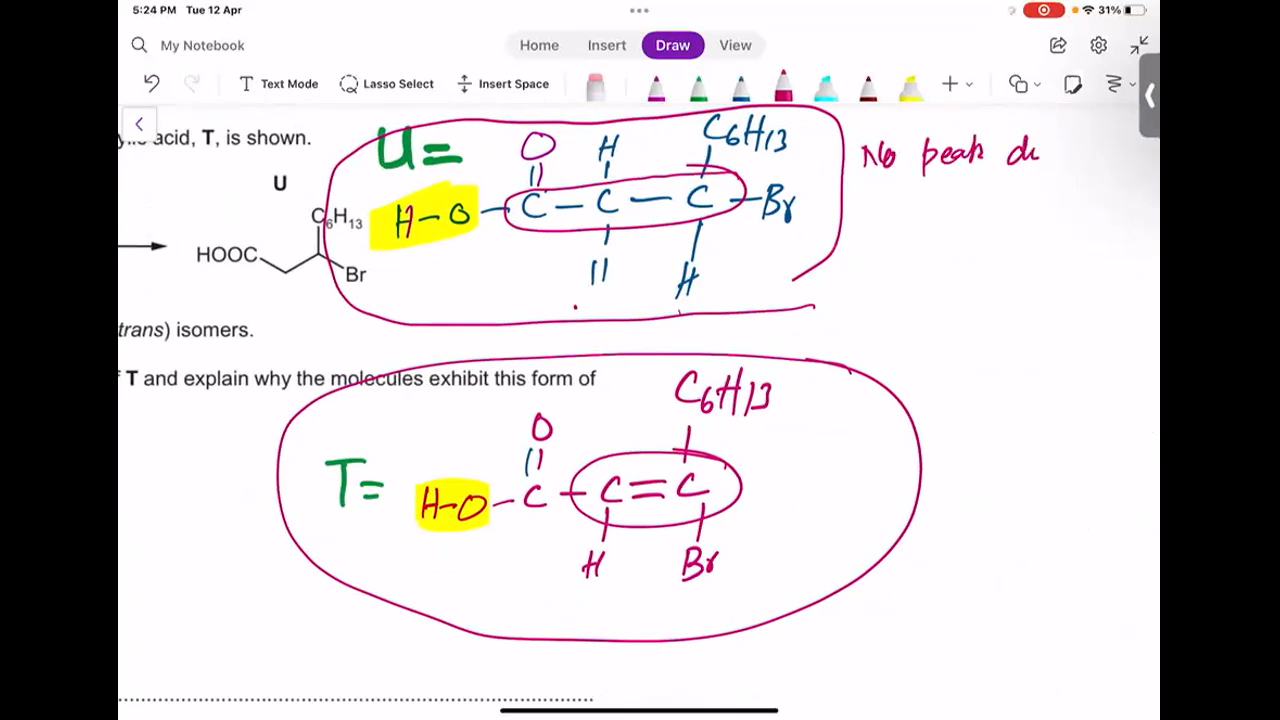 5:24 PM Tue 12 Apr
31%
My Notebook
Home Insert Draw View
Text Mode Lasso Select Insert Space
acid, T, is shown.
U=
O H C6H13
No peak du
U
H-O - C - C - C - Br
C6H13
HOOC
H H
Br
trans) isomers.
T and explain why the molecules exhibit this form of
C6H13
O
T= H-O - C - C = C
H Br